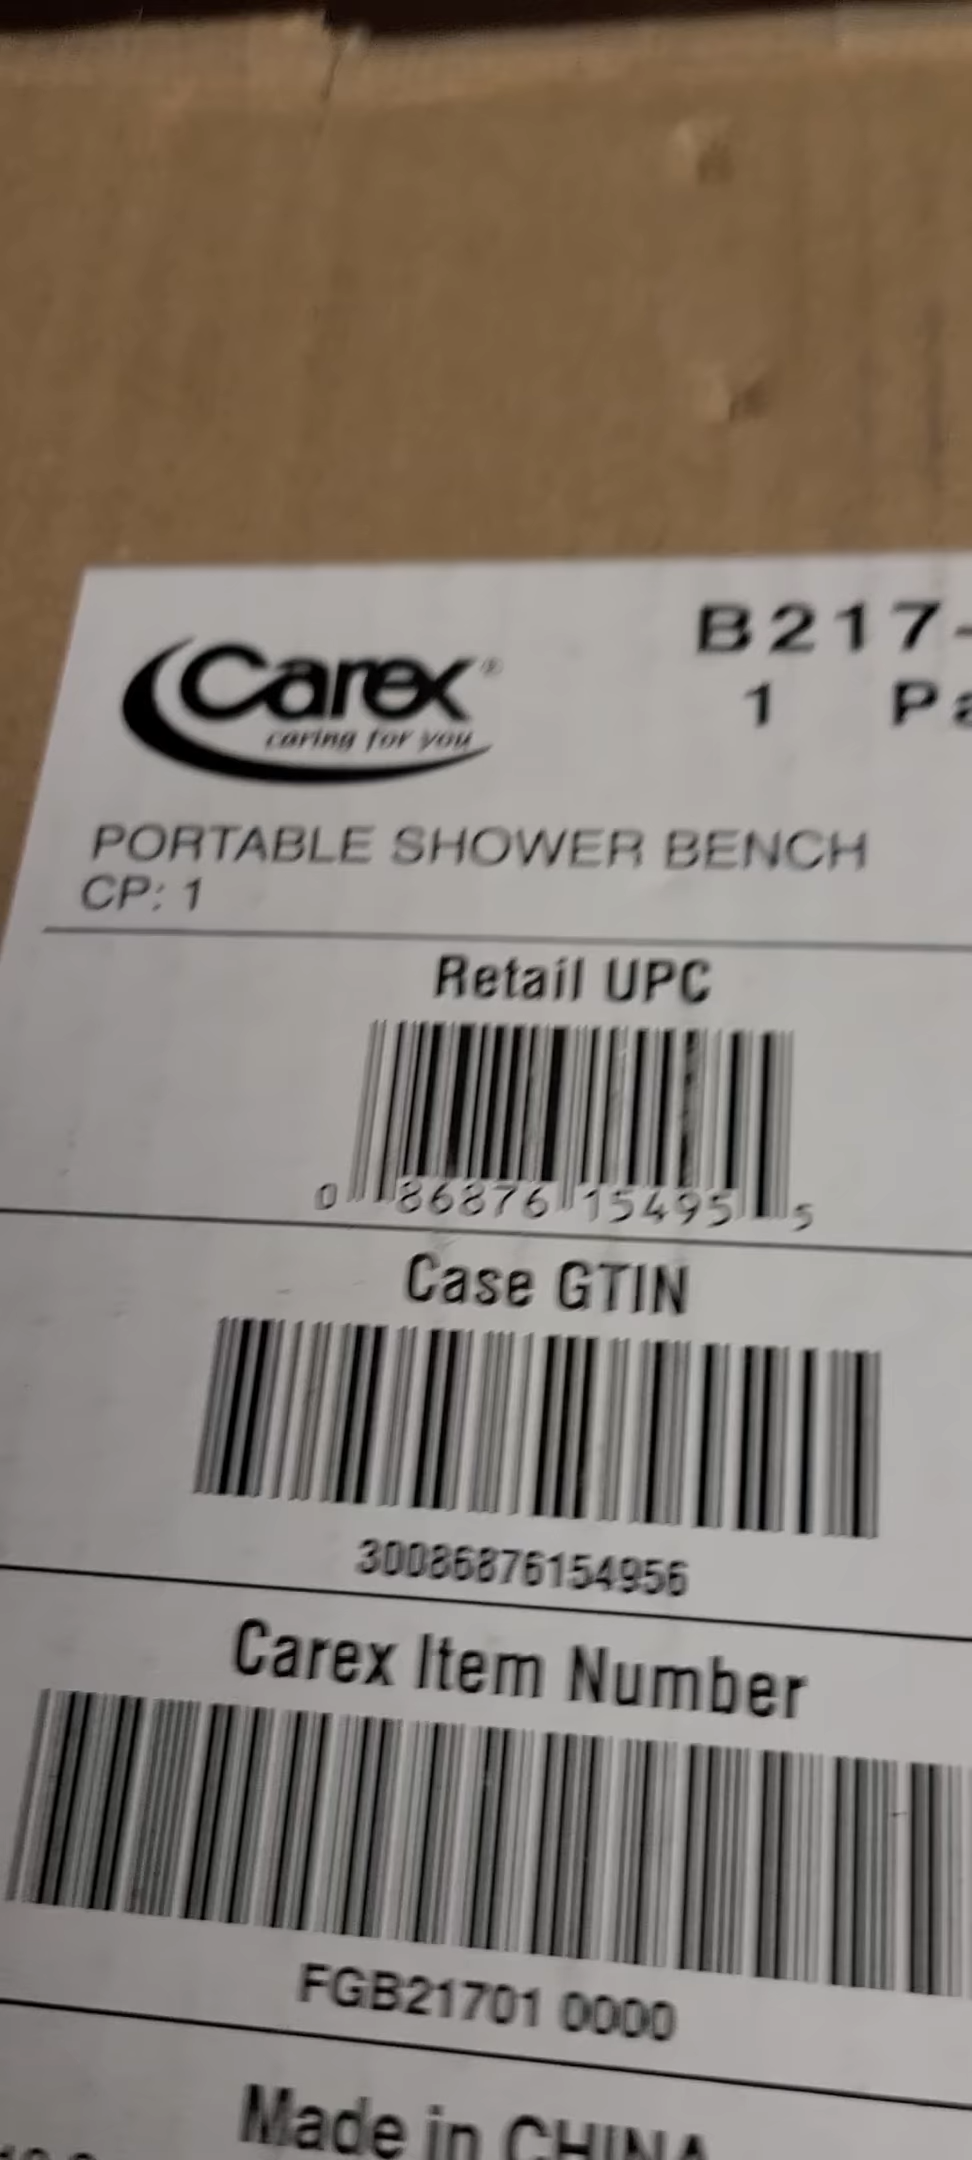 Carex®
caring for you
B217-
1 Pa
PORTABLE SHOWER BENCH
CP: 1
Retail UPC
0 86876 15495 5
Case GTIN
30086876154956
Carex Item Number
FGB21701 0000
Made in CHINA